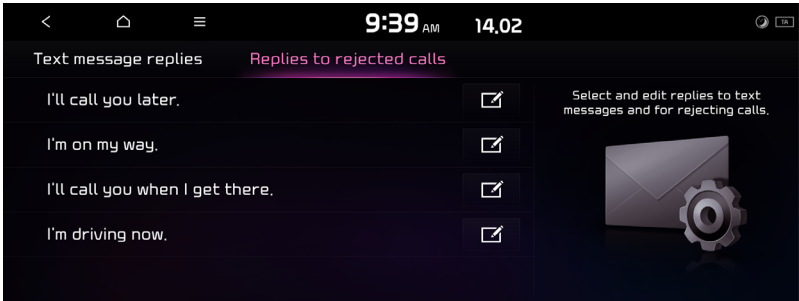 9:39 AM 14.02 TA
Text message replies Replies to rejected calls
I'll call you later.
I'm on my way.
I'll call you when I get there.
I'm driving now.
Select and edit replies to text
messages and for rejecting calls.